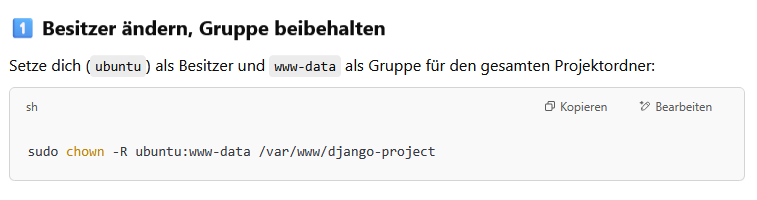 1 Besitzer ändern, Gruppe beibehalten
Setze dich (ubuntu) als Besitzer und www-data als Gruppe für den gesamten Projektordner:
sh Kopieren Bearbeiten
sudo chown -R ubuntu:www-data /var/www/django-project